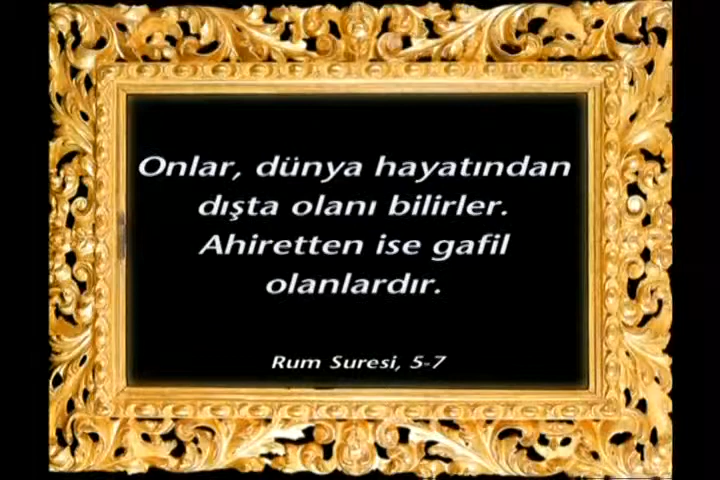 Onlar, dünya hayatından
dışta olanı bilirler.
Ahiretten ise gafil
olanlardır.
Rum Suresi, 5-7